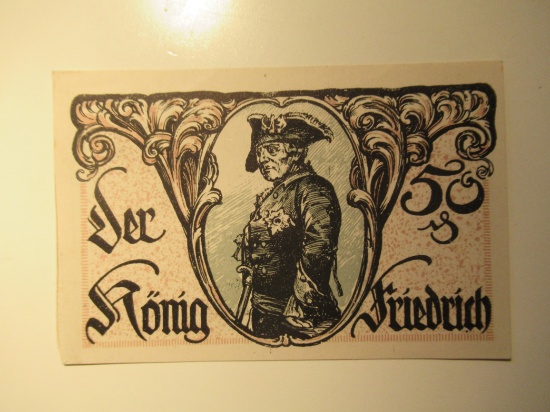 Der
50
₰
König
Friedrich